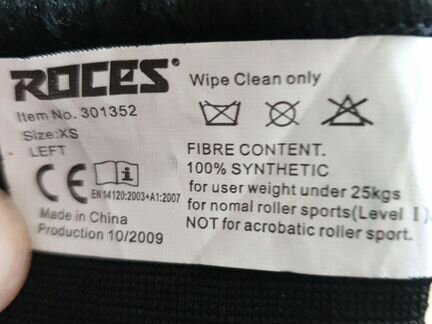 ROCES®
Wipe Clean only
Item No. 301352
Size:XS
LEFT
CE
EN14120:2003+A1:2007
Made in China
Production 10/2009
FIBRE CONTENT.
100% SYNTHETIC
for user weight under 25kgs
for nomal roller sports(Level I).
NOT for acrobatic roller sport.